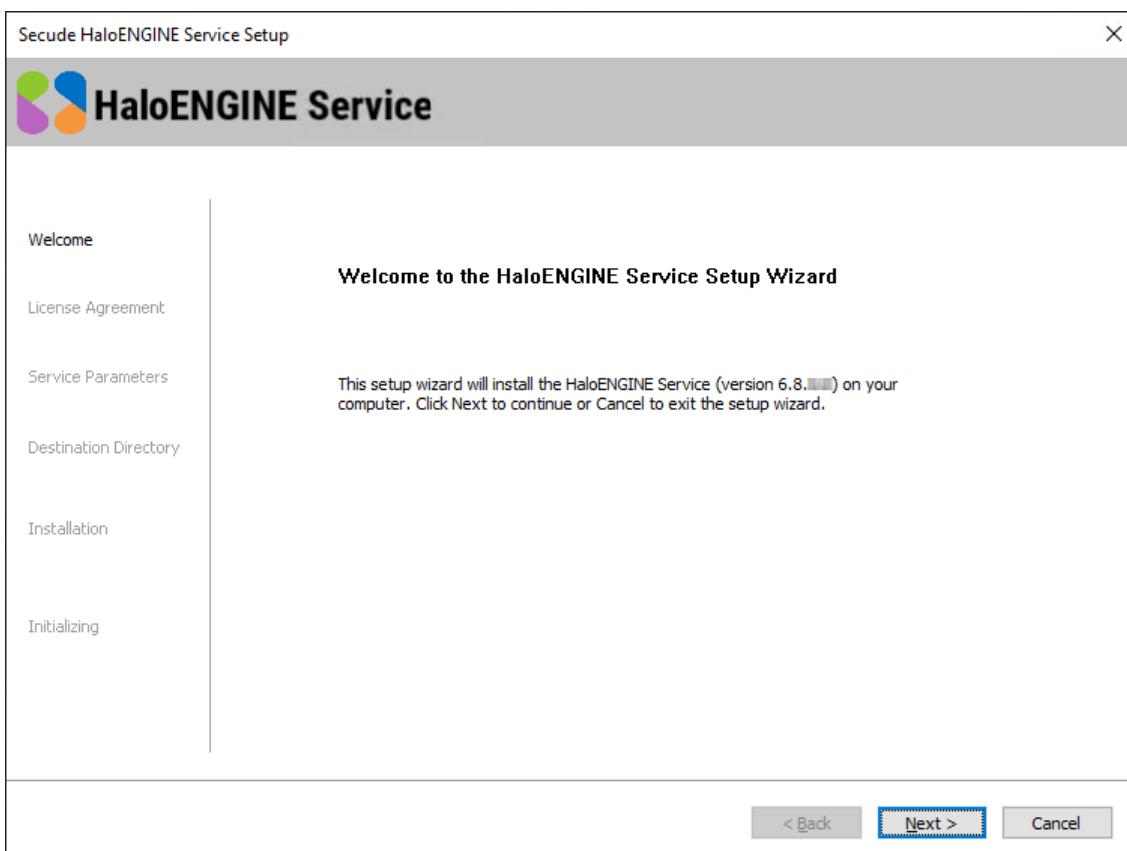 Secude HaloENGINE Service Setup
HaloENGINE Service
Welcome
License Agreement
Service Parameters
Destination Directory
Installation
Initializing
Welcome to the HaloENGINE Service Setup Wizard
This setup wizard will install the HaloENGINE Service (version 6.8. ) on your
computer. Click Next to continue or Cancel to exit the setup wizard.
< Back
Next >
Cancel